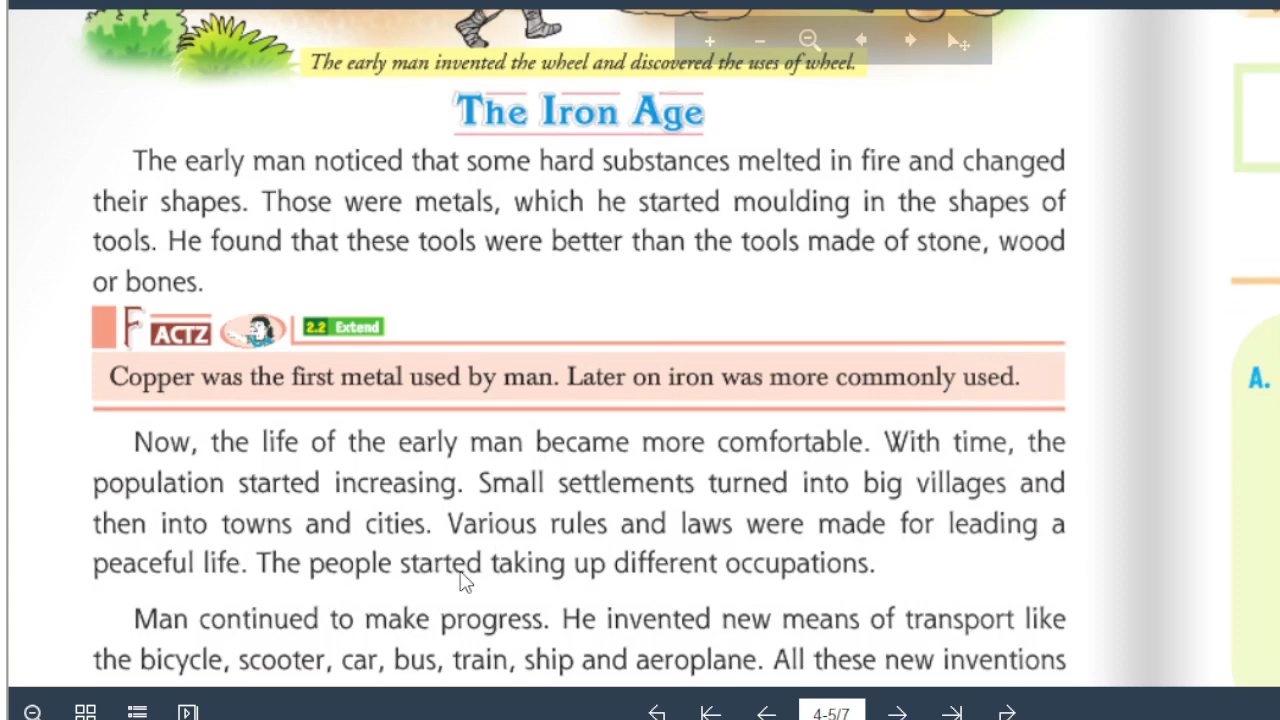 The early man invented the wheel and discovered the uses of wheel.
The Iron Age
The early man noticed that some hard substances melted in fire and changed
their shapes. Those were metals, which he started moulding in the shapes of
tools. He found that these tools were better than the tools made of stone, wood
or bones.
FACTZ
2.2 Extend
Copper was the first metal used by man. Later on iron was more commonly used.
Now, the life of the early man became more comfortable. With time, the
population started increasing. Small settlements turned into big villages and
then into towns and cities. Various rules and laws were made for leading a
peaceful life. The people started taking up different occupations.
Man continued to make progress. He invented new means of transport like
the bicycle, scooter, car, bus, train, ship and aeroplane. All these new inventions
A.
4-5/7